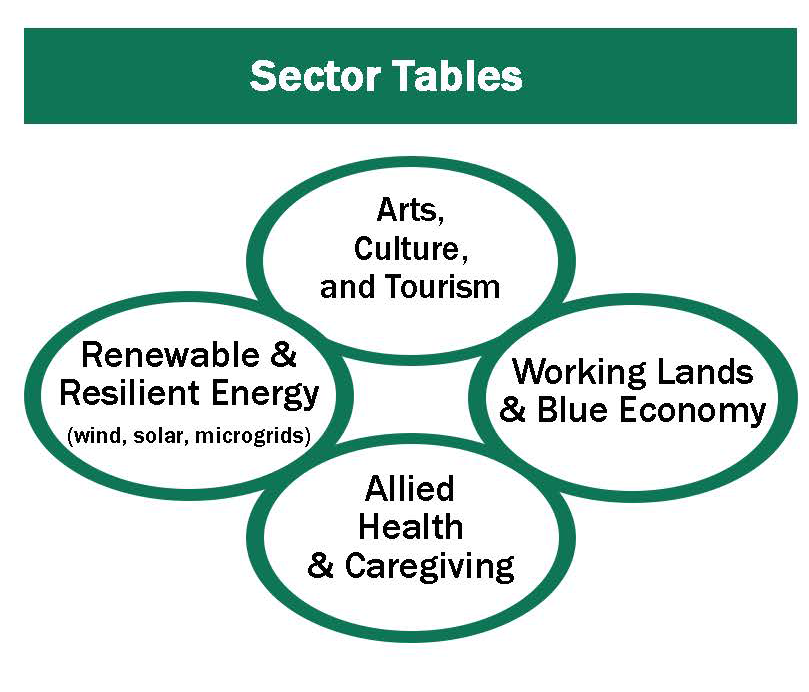 Sector Tables
Arts,
Culture,
and Tourism
Renewable &
Resilient Energy
(wind, solar, microgrids)
Working Lands
& Blue Economy
Allied
Health
& Caregiving